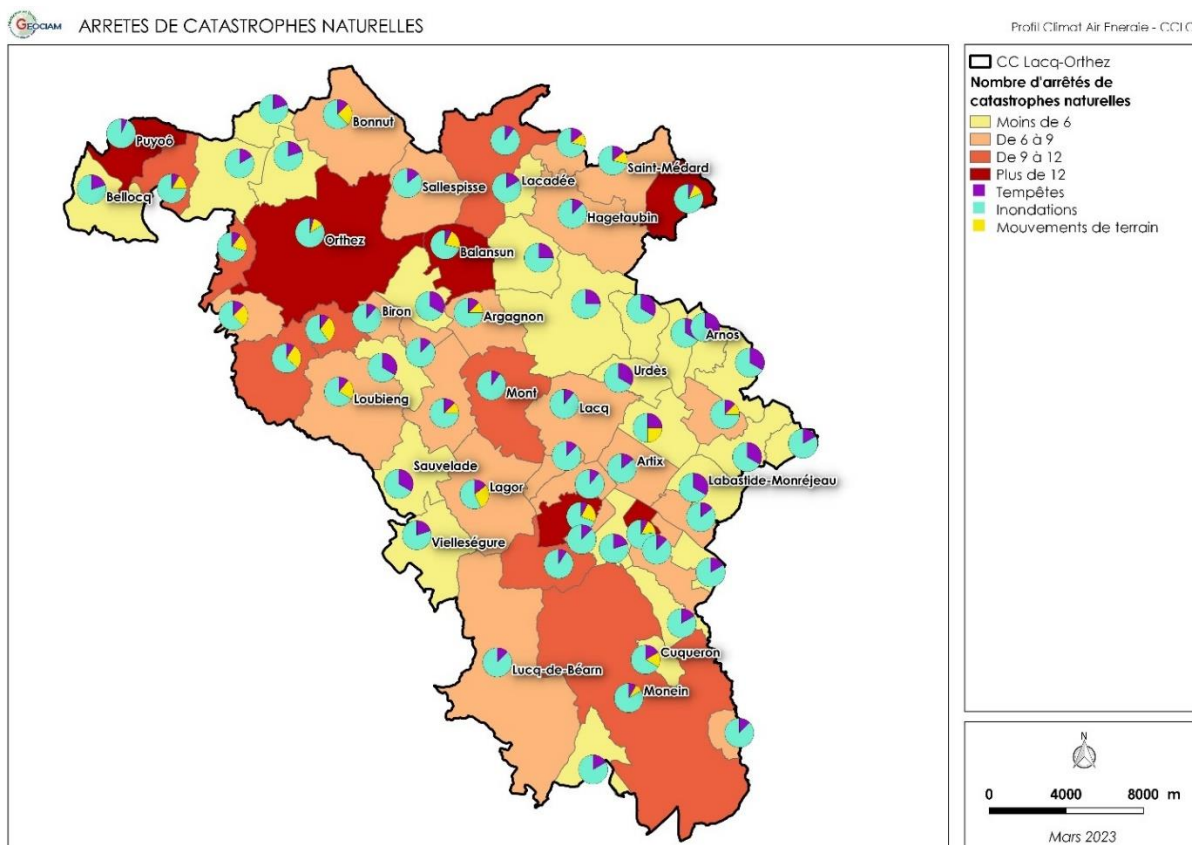 GEOCIAM
ARRETES DE CATASTROPHES NATURELLES
Profil Climat Air Energie - CCLO
CC Lacq-Orthez
Nombre d'arrêtés de
catastrophes naturelles
Moins de 6
De 6 à 9
De 9 à 12
Plus de 12
Tempêtes
Inondations
Mouvements de terrain
Bonnut
Puyoô
Saint-Médard
Sallespisse
Lacadée
Bellocq
Hagetaubin
Orthez
Balansun
Biron
Argagnon
Arnos
Urdès
Mont
Loubieng
Lacq
Sauvelade
Artix
Labastide-Monréjeau
Lagor
Vielleségure
Cuqueron
Lucq-de-Béarn
Monein
N
0 4000 8000 m
Mars 2023